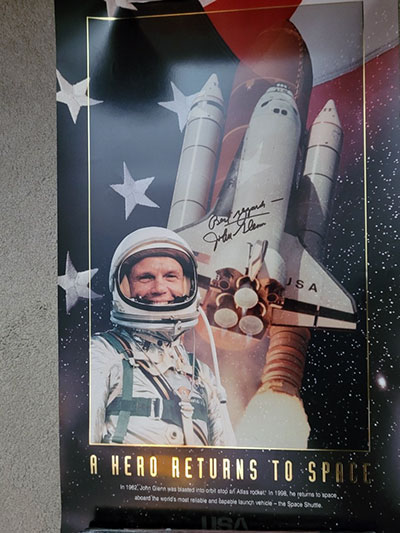 Best regards —
John Glenn
USA
A HERO RETURNS TO SPACE
In 1962, John Glenn was blasted into orbit atop an Atlas rocket. In 1998, he returns to space
aboard the world's most reliable and capable launch vehicle – the Space Shuttle.
USA